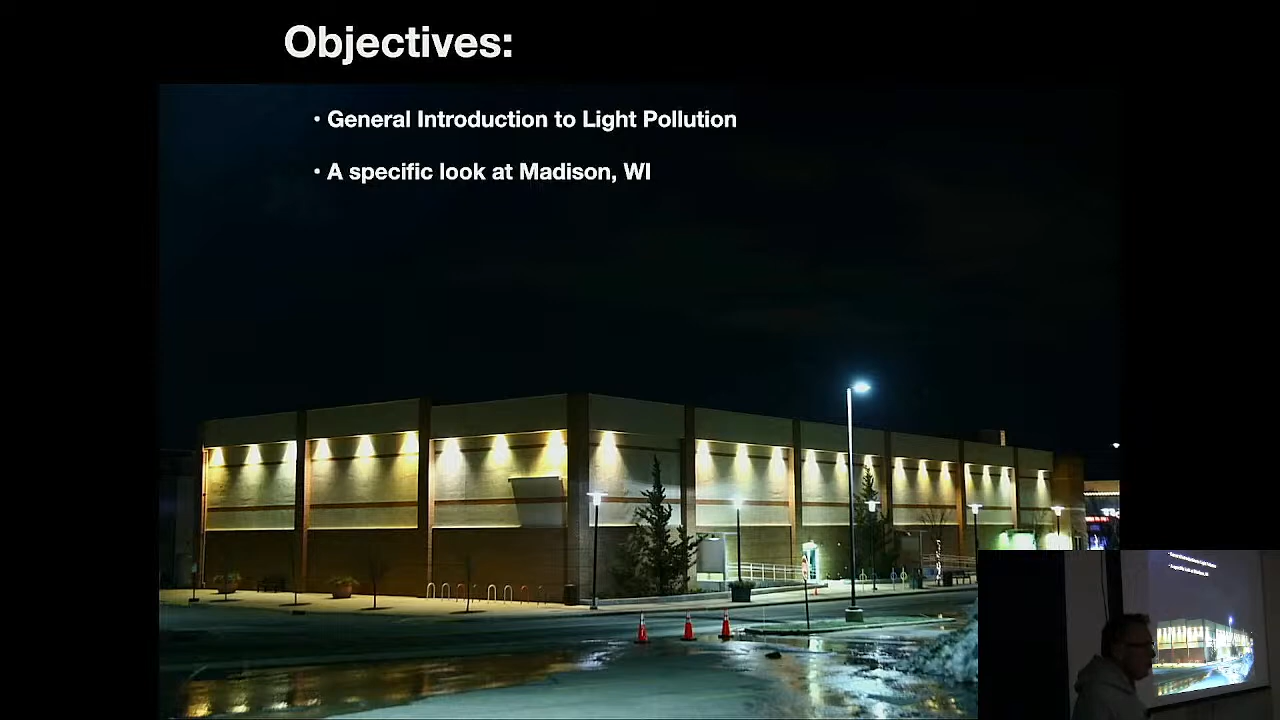 Objectives:
• General Introduction to Light Pollution
• A specific look at Madison, WI